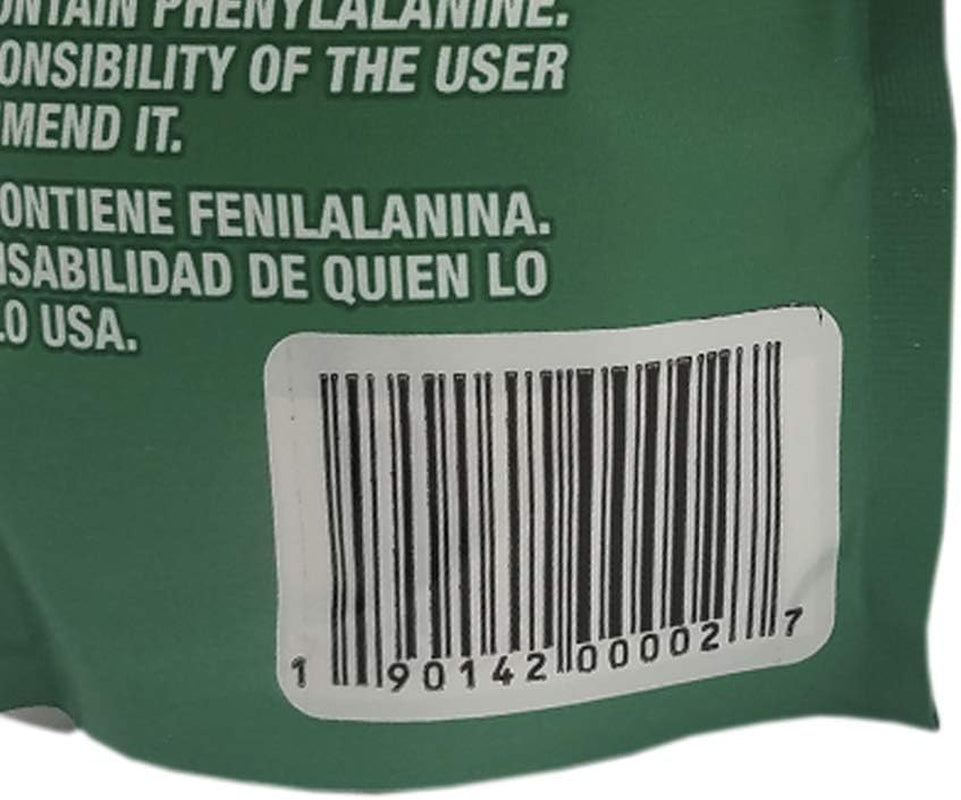 ONTAIN PHENYLALANINE.
ONSIBILITY OF THE USER
MEND IT.
ONTIENE FENILALANINA.
NSABILIDAD DE QUIEN LO
LO USA.
1 90142 00002 7